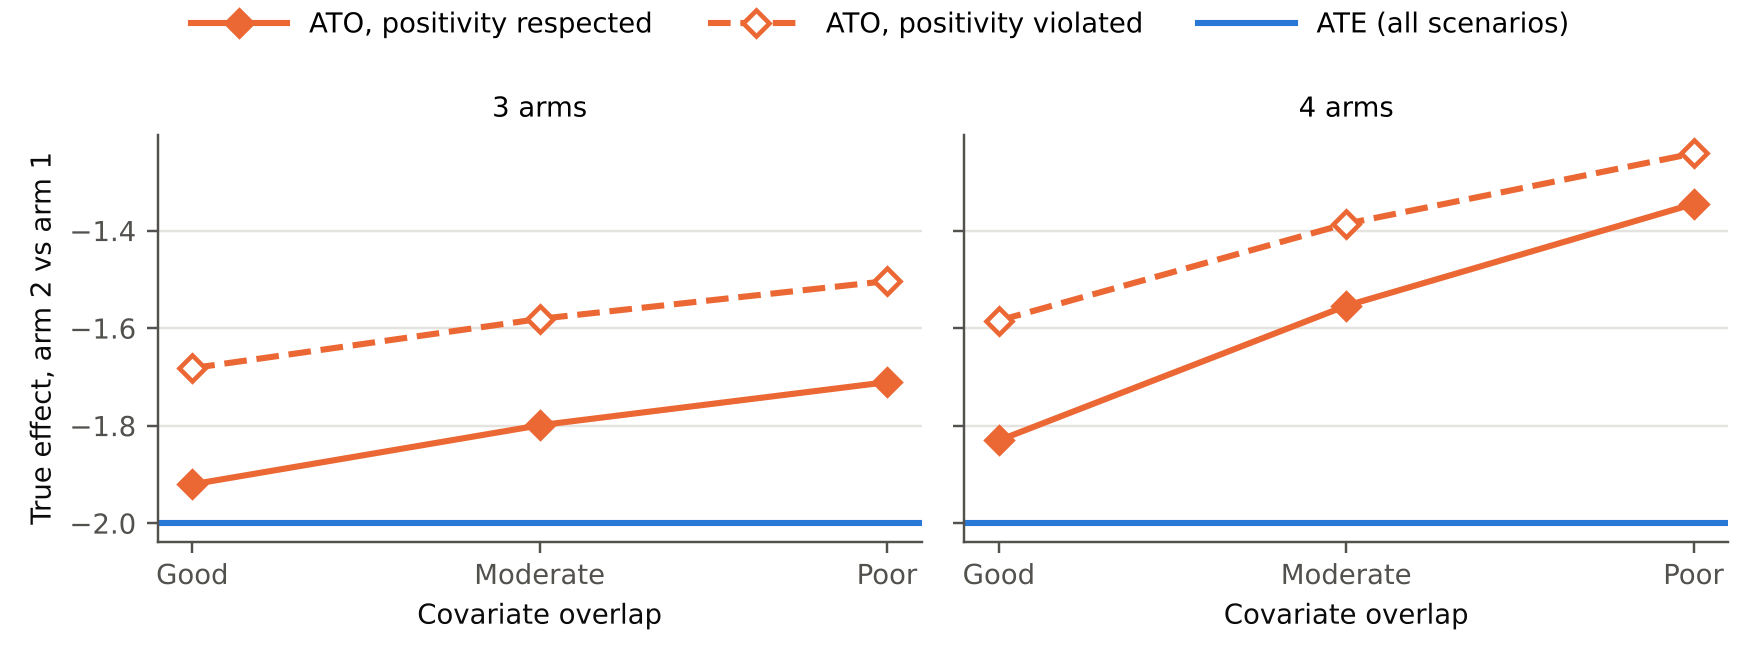 ATO, positivity respected
ATO, positivity violated
ATE (all scenarios)
3 arms
4 arms
True effect, arm 2 vs arm 1
−1.4
−1.6
−1.8
−2.0
Good
Moderate
Poor
Good
Moderate
Poor
Covariate overlap
Covariate overlap